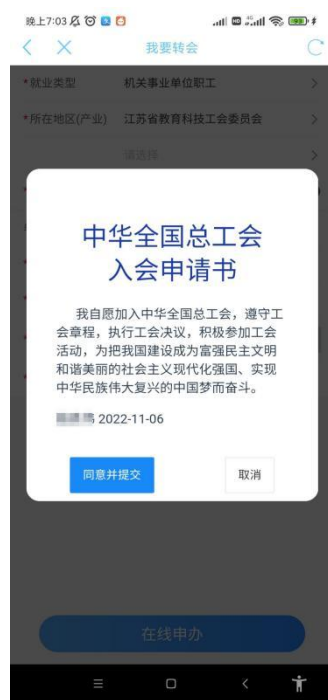 晚上7:03
我要转会
*就业类型 机关事业单位职工
*所在地区(产业) 江苏省教育科技工会委员会
请选择
中华全国总工会
入会申请书
我自愿加入中华全国总工会，遵守工
会章程，执行工会决议，积极参加工会
活动，为把我国建设成为富强民主文明
和谐美丽的社会主义现代化强国、实现
中华民族伟大复兴的中国梦而奋斗。
2022-11-06
同意并提交 取消
在线申办